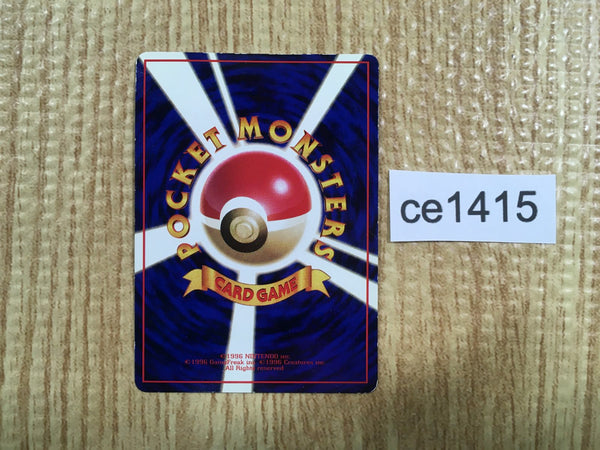 POCKET MONSTERS
CARD GAME
©1996 NINTENDO inc.
©1996 GameFreak inc. ©1996 Creatures inc.
All Rights reserved
ce1415